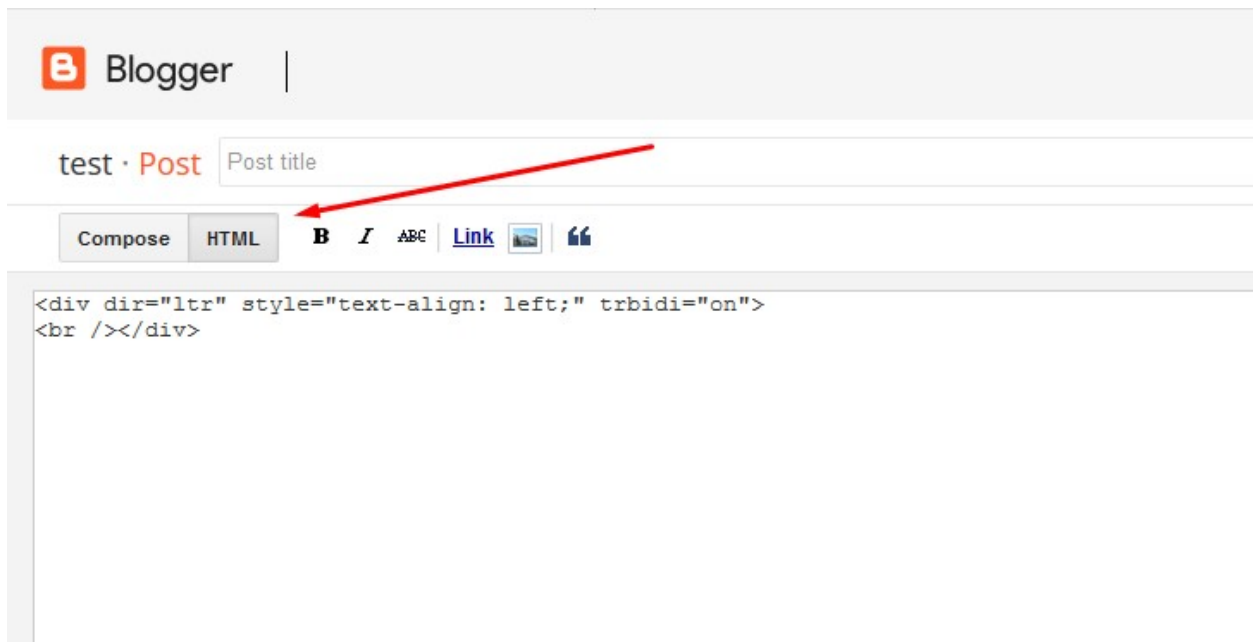 Blogger
test · Post Post title
Compose HTML B I ABC Link “
<div dir="ltr" style="text-align: left;" trbidi="on">
<br /></div>